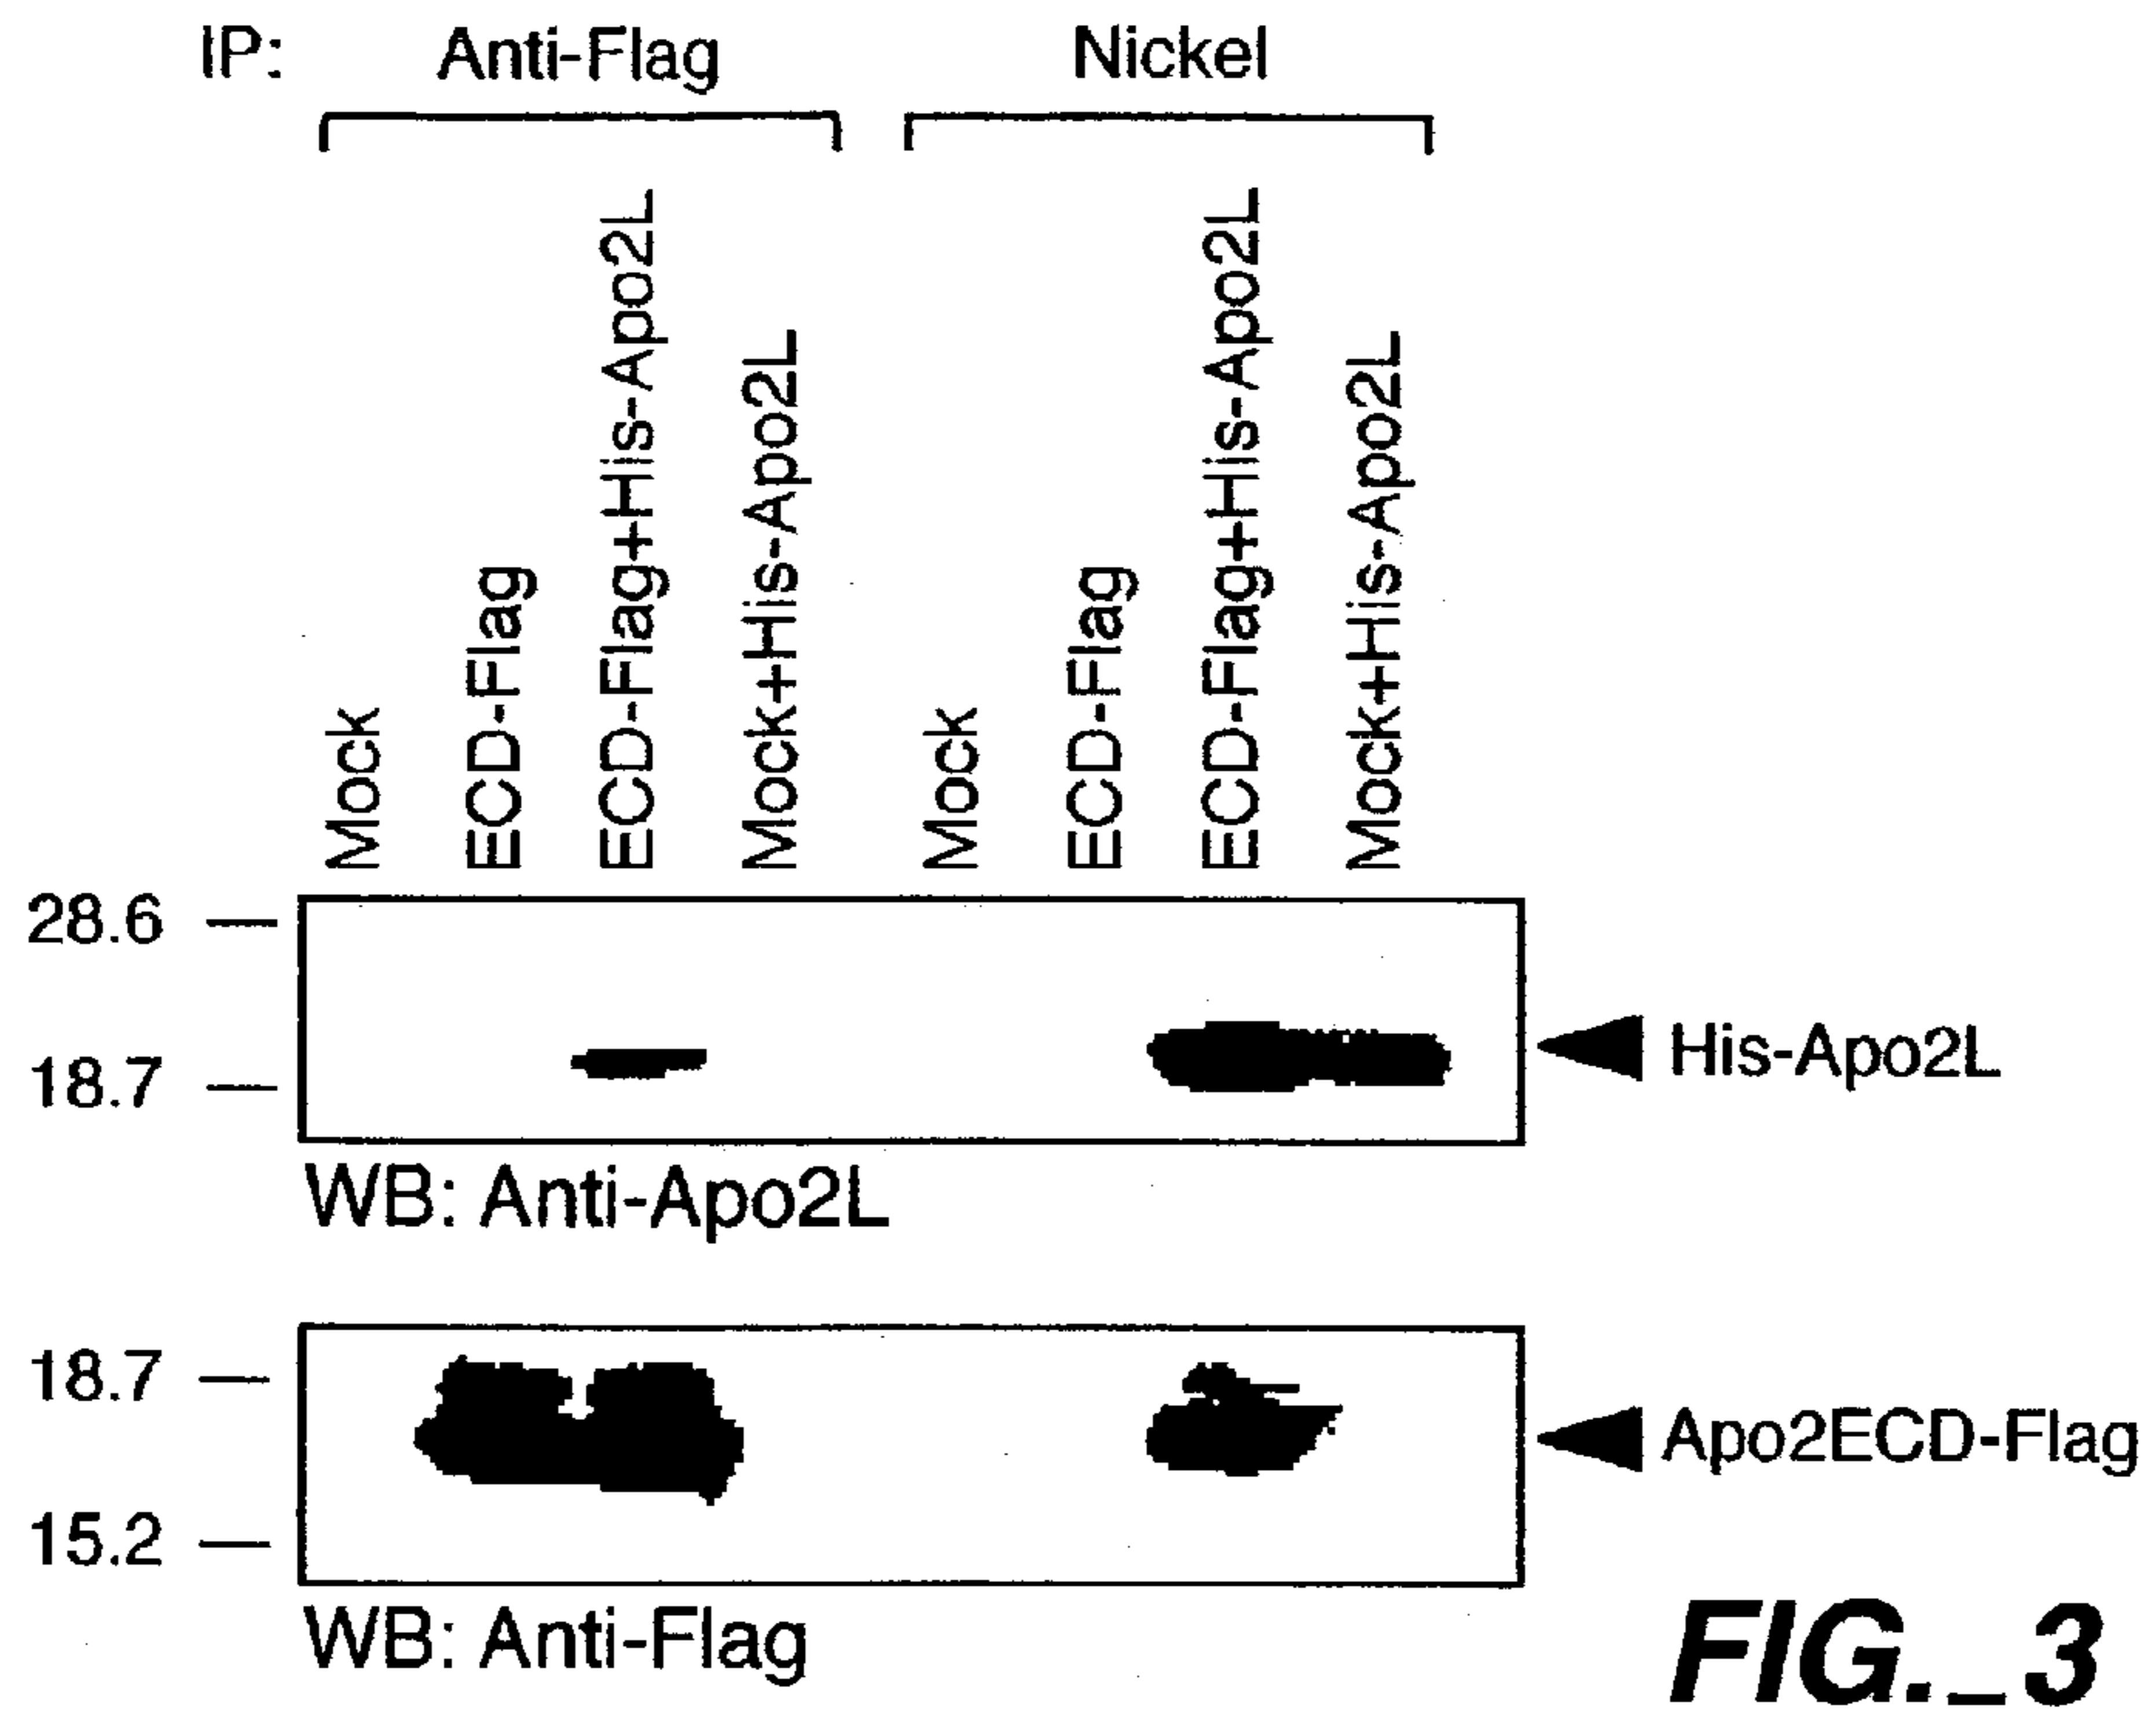 IP: Anti-Flag Nickel
Mock
ECD-Flag
ECD-Flag+His-Apo2L
Mock+His-Apo2L
Mock
ECD-Flag
ECD-Flag+His-Apo2L
Mock+His-Apo2L
28.6
18.7
His-Apo2L
WB: Anti-Apo2L
18.7
Apo2ECD-Flag
15.2
WB: Anti-Flag
FIG._3